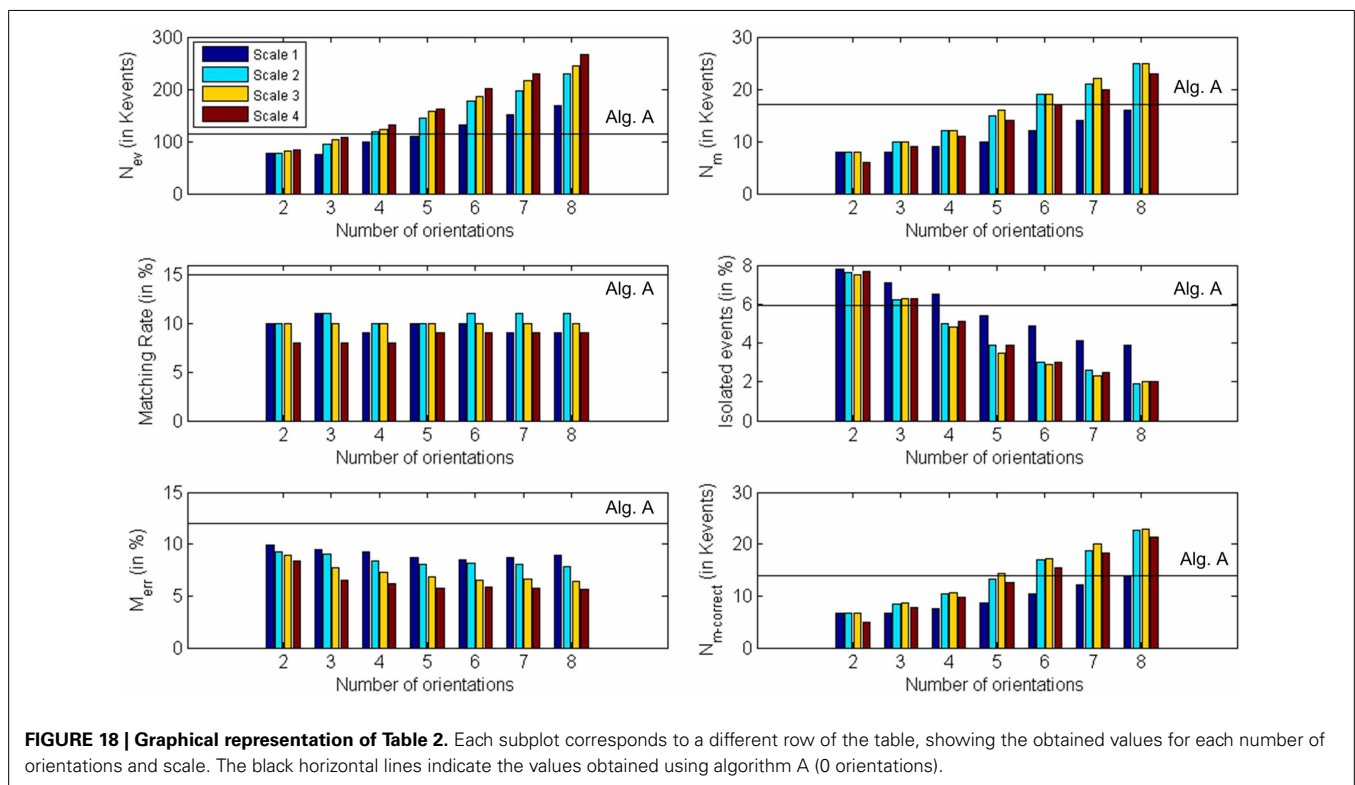 300
200
100
0
N_ev (in Kevents)
Scale 1
Scale 2
Scale 3
Scale 4
Alg. A
2 3 4 5 6 7 8
Number of orientations
30
20
10
0
N_m (in Kevents)
Alg. A
2 3 4 5 6 7 8
Number of orientations
15
10
5
0
Matching Rate (in %)
Alg. A
2 3 4 5 6 7 8
Number of orientations
8
6
4
2
0
Isolated events (in %)
Alg. A
2 3 4 5 6 7 8
Number of orientations
15
10
5
0
M_err (in %)
Alg. A
2 3 4 5 6 7 8
Number of orientations
30
20
10
0
N_m-correct (in Kevents)
Alg. A
2 3 4 5 6 7 8
Number of orientations
FIGURE 18 | Graphical representation of Table 2. Each subplot corresponds to a different row of the table, showing the obtained values for each number of
orientations and scale. The black horizontal lines indicate the values obtained using algorithm A (0 orientations).